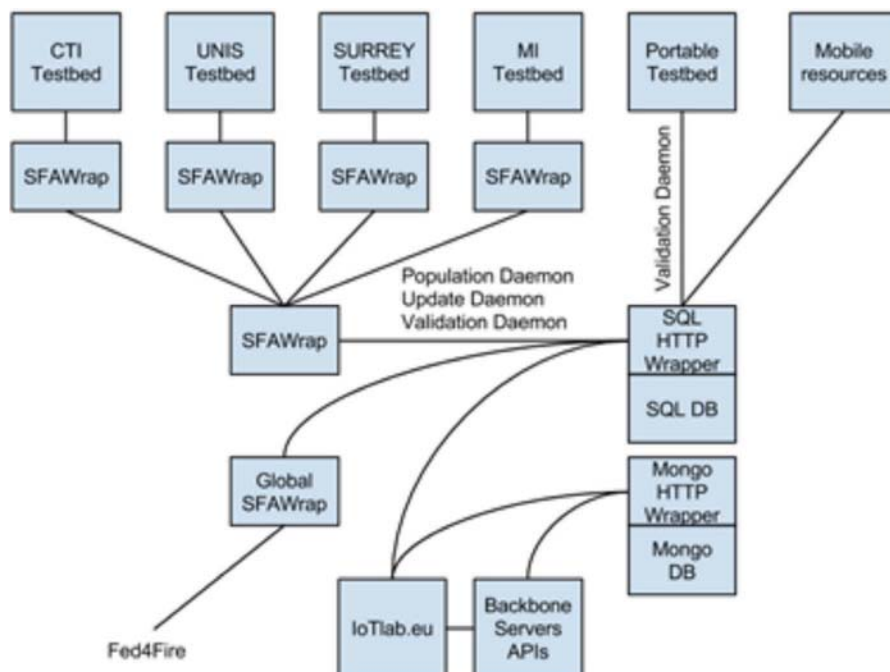 CTI
Testbed
UNIS
Testbed
SURREY
Testbed
MI
Testbed
Portable
Testbed
Mobile
resources
SFAWrap
SFAWrap
SFAWrap
SFAWrap
Validation Daemon
Population Daemon
Update Daemon
Validation Daemon
SFAWrap
SQL
HTTP
Wrapper
SQL DB
Global
SFAWrap
Mongo
HTTP
Wrapper
Mongo
DB
Fed4Fire
IoTlab.eu
Backbone
Servers
APIs